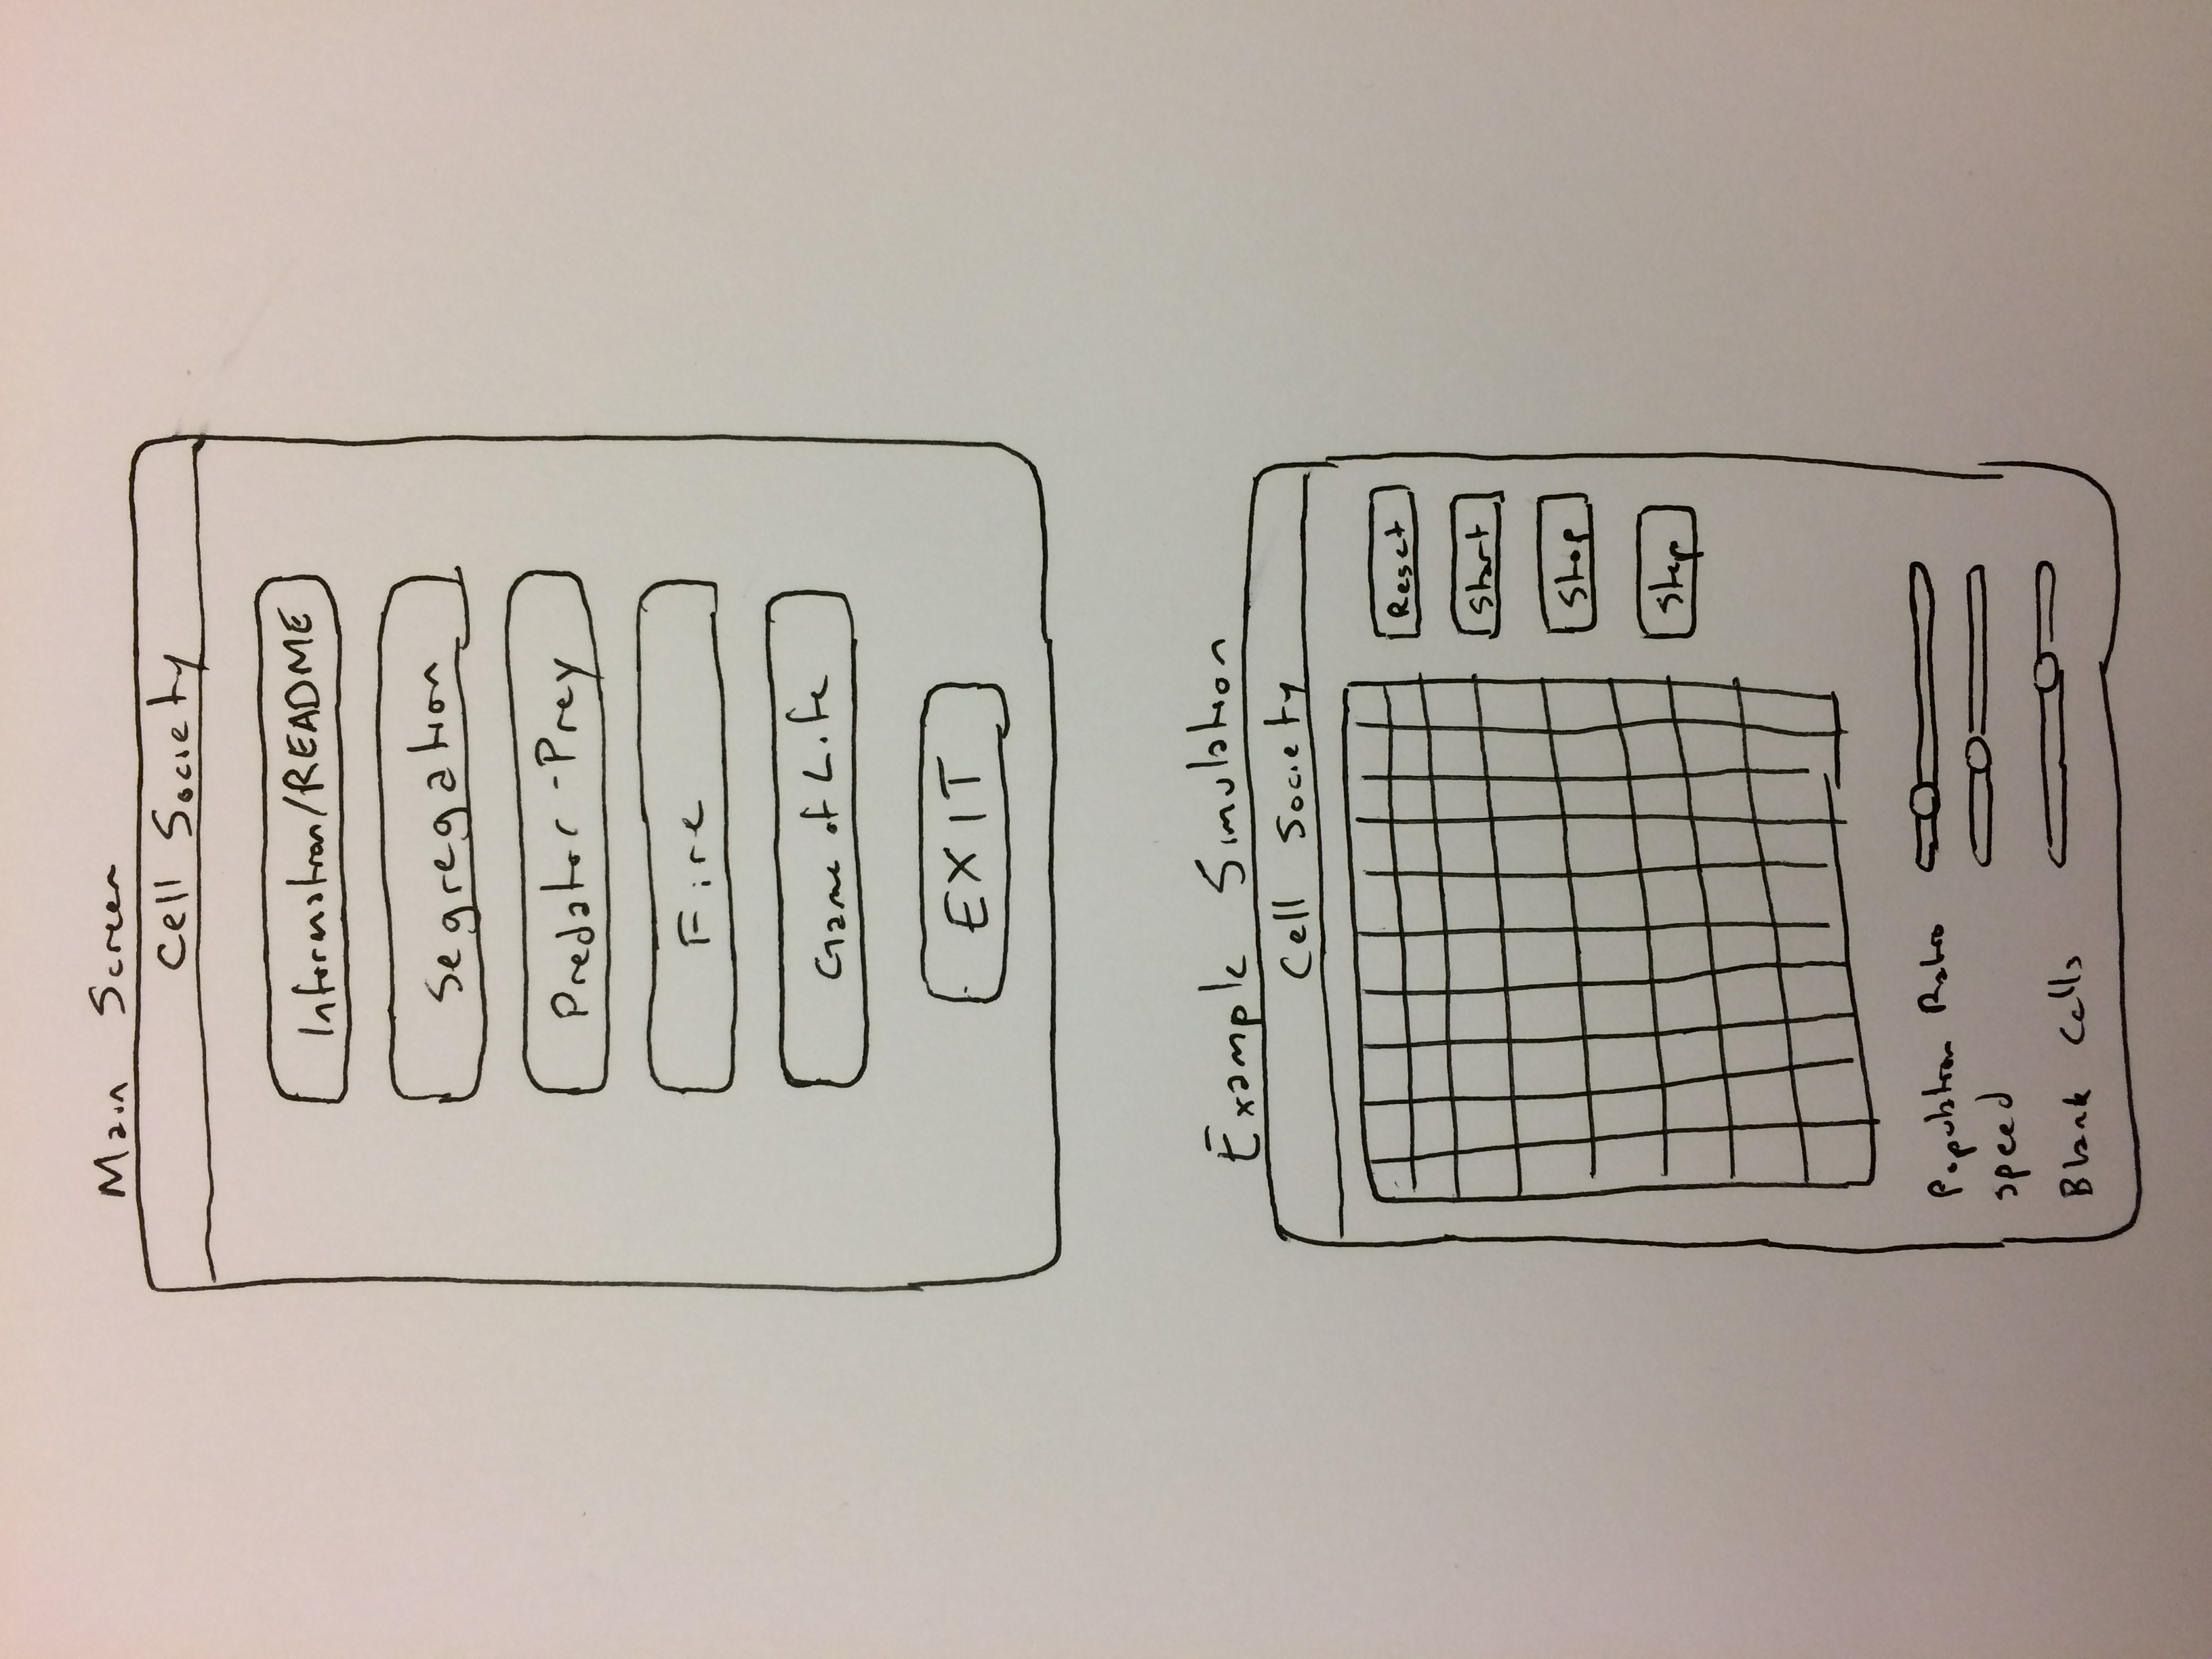 Main Screen
Cell Society
Information/README
Segregation
Predator-Prey
Fire
Game of Life
EXIT
Example Simulation
Cell Society
Reset
Start
Stop
Step
Population Ratio
Speed
Blank Cells